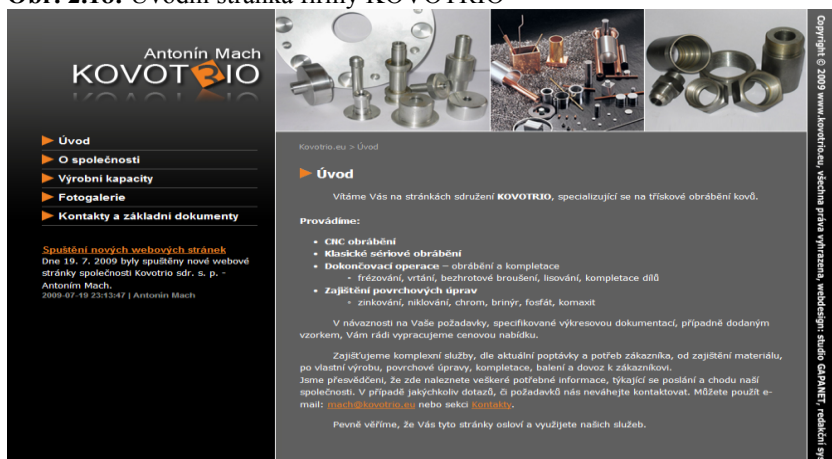 Obr. 2.18: Úvodní stránka firmy KOVOTRIO
Antonín Mach
KOVOTRIO
Úvod
O společnosti
Výrobní kapacity
Fotogalerie
Kontakty a základní dokumenty
Spuštění nových webových stránek
Dne 19. 7. 2009 byly spuštěny nové webové
stránky společnosti Kovotrio sdr. s. p. -
Antoním Mach.
2009-07-19 23:13:47 | Antonin Mach
Kovotrio.eu > Úvod
Úvod
Vítáme Vás na stránkách sdružení KOVOTRIO, specializující se na třískové obrábění kovů.
Provádíme:
• CNC obrábění
• Klasické sériové obrábění
• Dokončovací operace – obrábění a kompletace
◦ frézování, vrtání, bezhrotové broušení, lisování, kompletace dílů
• Zajištění povrchových úprav
◦ zinkování, niklování, chrom, brinýr, fosfát, komaxit
V návaznosti na Vaše požadavky, specifikované výkresovou dokumentací, případně dodaným
vzorkem, Vám rádi vypracujeme cenovou nabídku.
Zajišťujeme komplexní služby, dle aktuální poptávky a potřeb zákazníka, od zajištění materiálu,
po vlastní výrobu, povrchové úpravy, kompletace, balení a dovoz k zákazníkovi.
Jsme přesvědčeni, že zde naleznete veškeré potřebné informace, týkající se poslání a chodu naší
společnosti. V případě jakýchkoliv dotazů, či požadavků nás neváhejte kontaktovat. Můžete použít e-
mail: mach@kovotrio.eu nebo sekci Kontakty.
Pevně věříme, že Vás tyto stránky osloví a využijete našich služeb.
Copyright © 2009 www.kovotrio.eu, všechna práva vyhrazena, webdesign: studio GAPANET, redakční sys